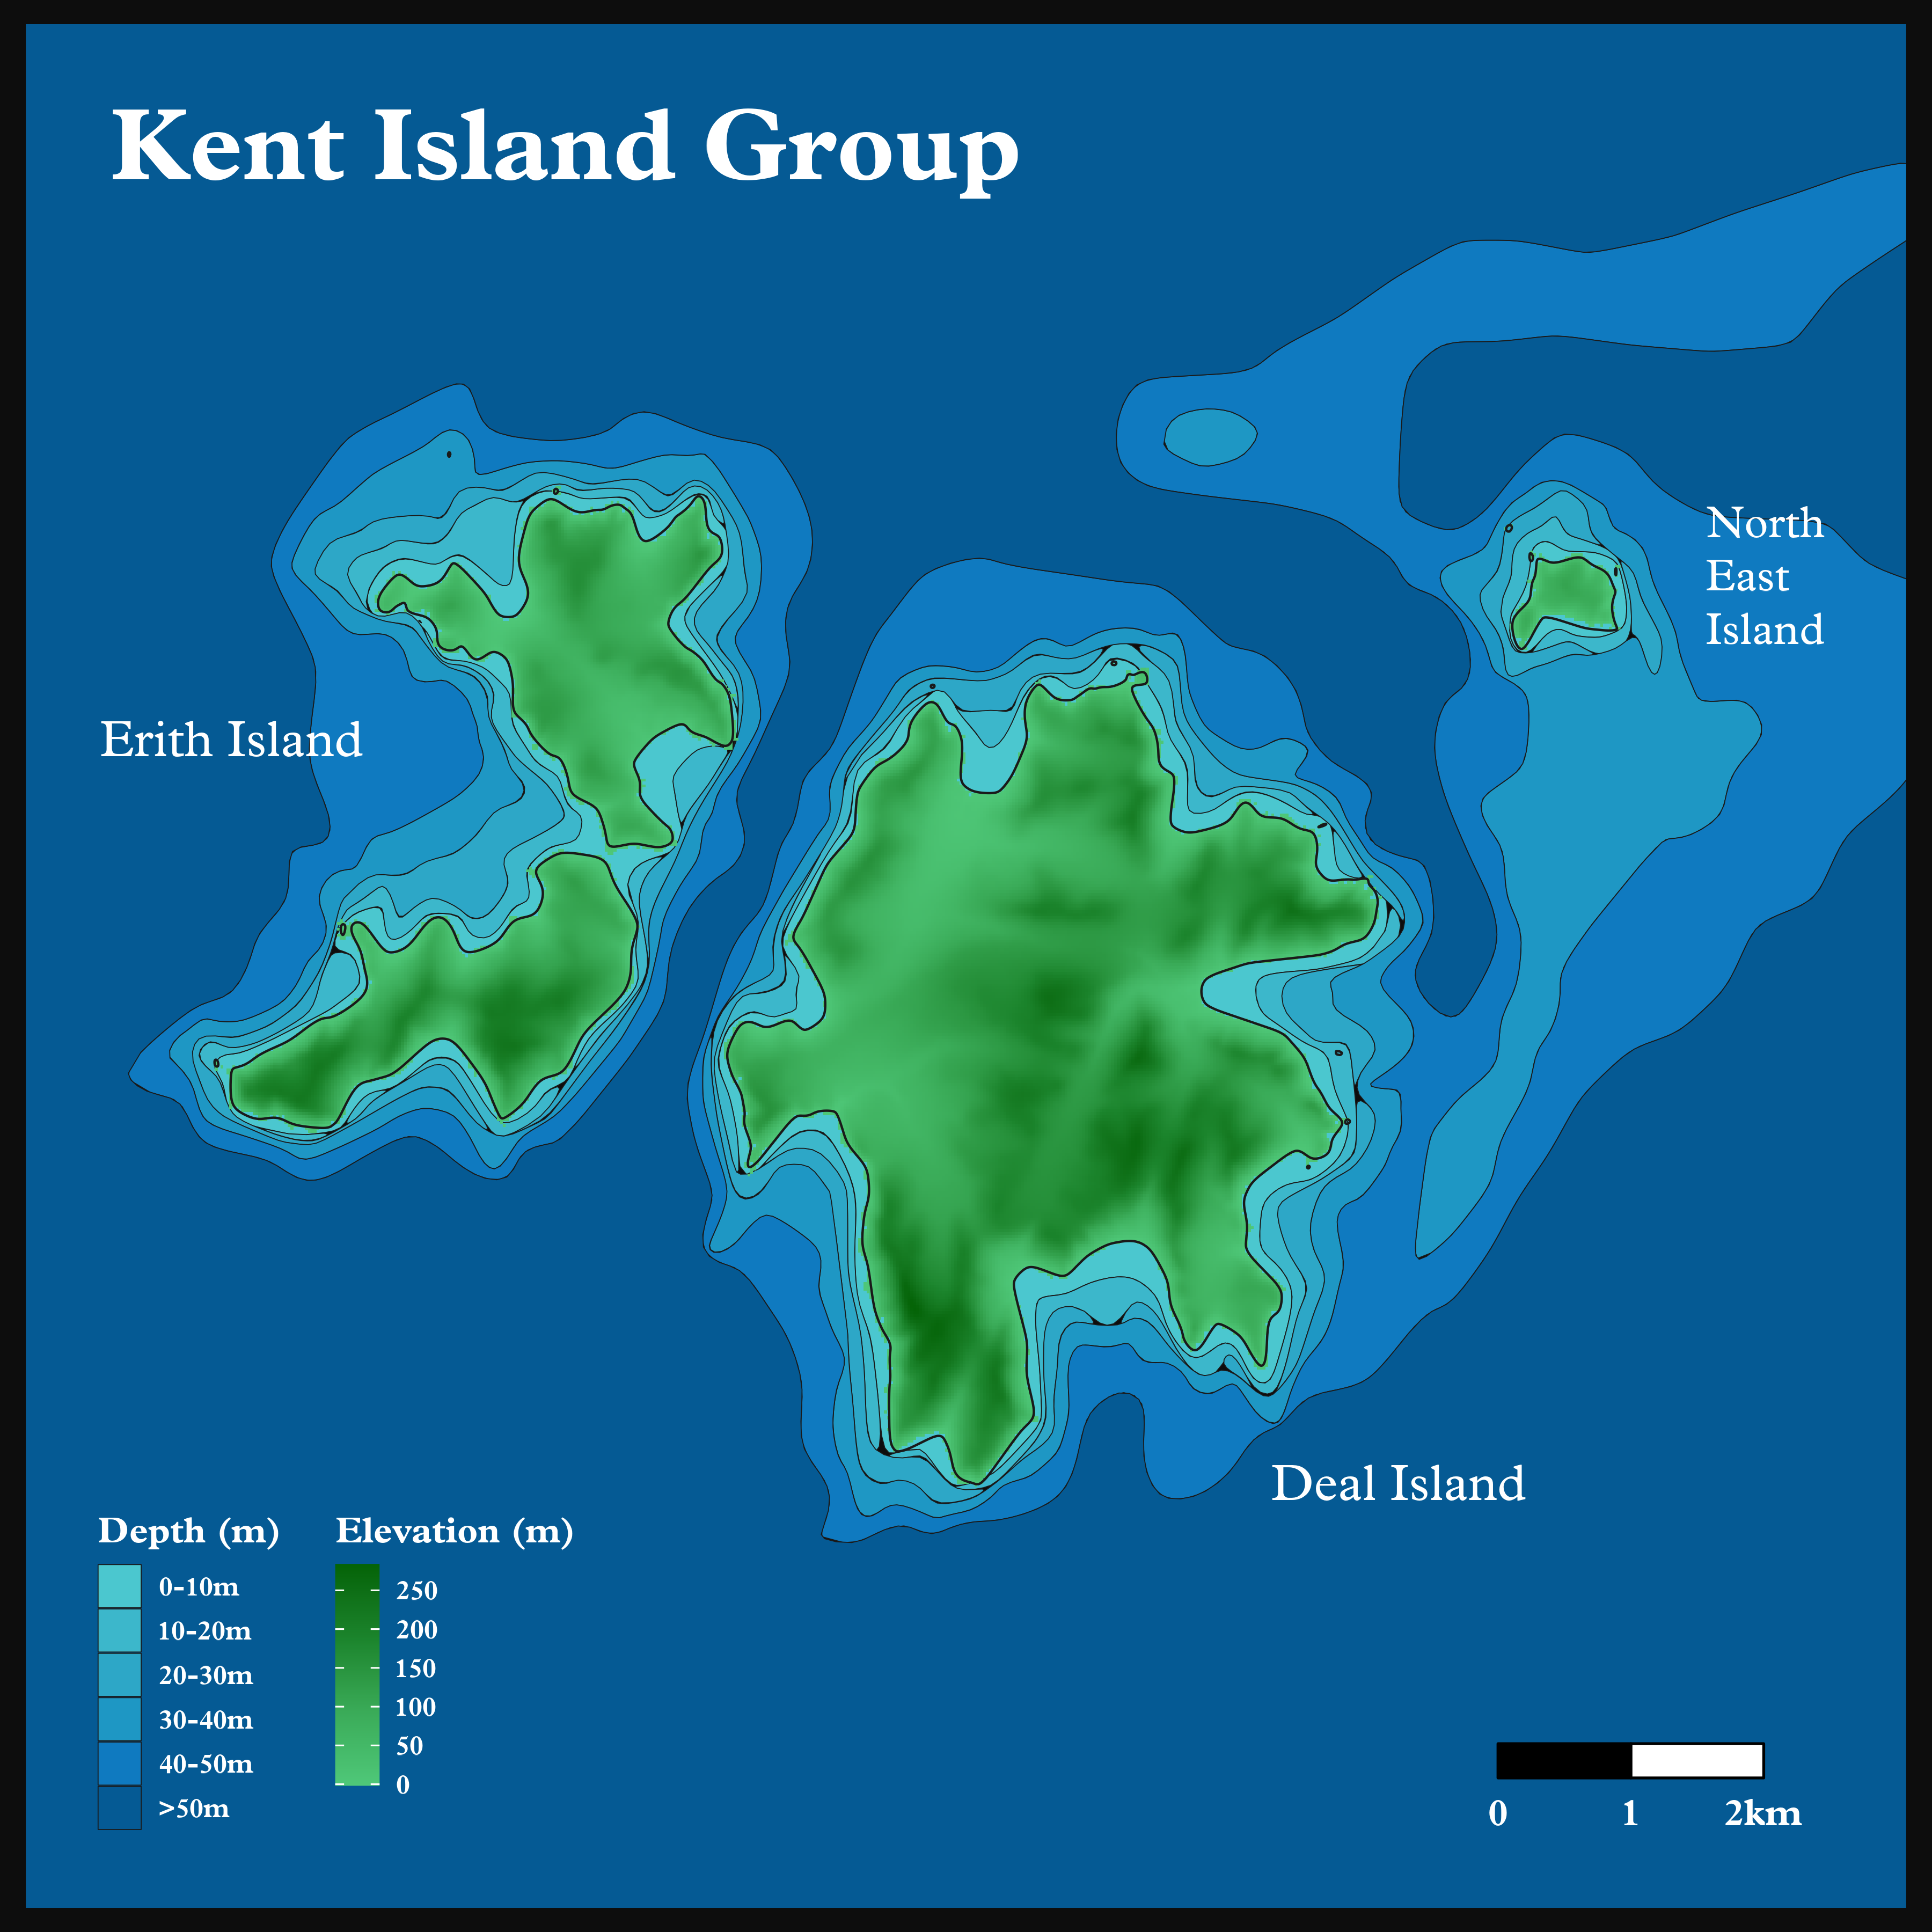 Kent Island Group
North
East
Island
Erith Island
Deal Island
Depth (m)
0-10m
10-20m
20-30m
30-40m
40-50m
>50m
Elevation (m)
250
200
150
100
50
0
0 1 2km